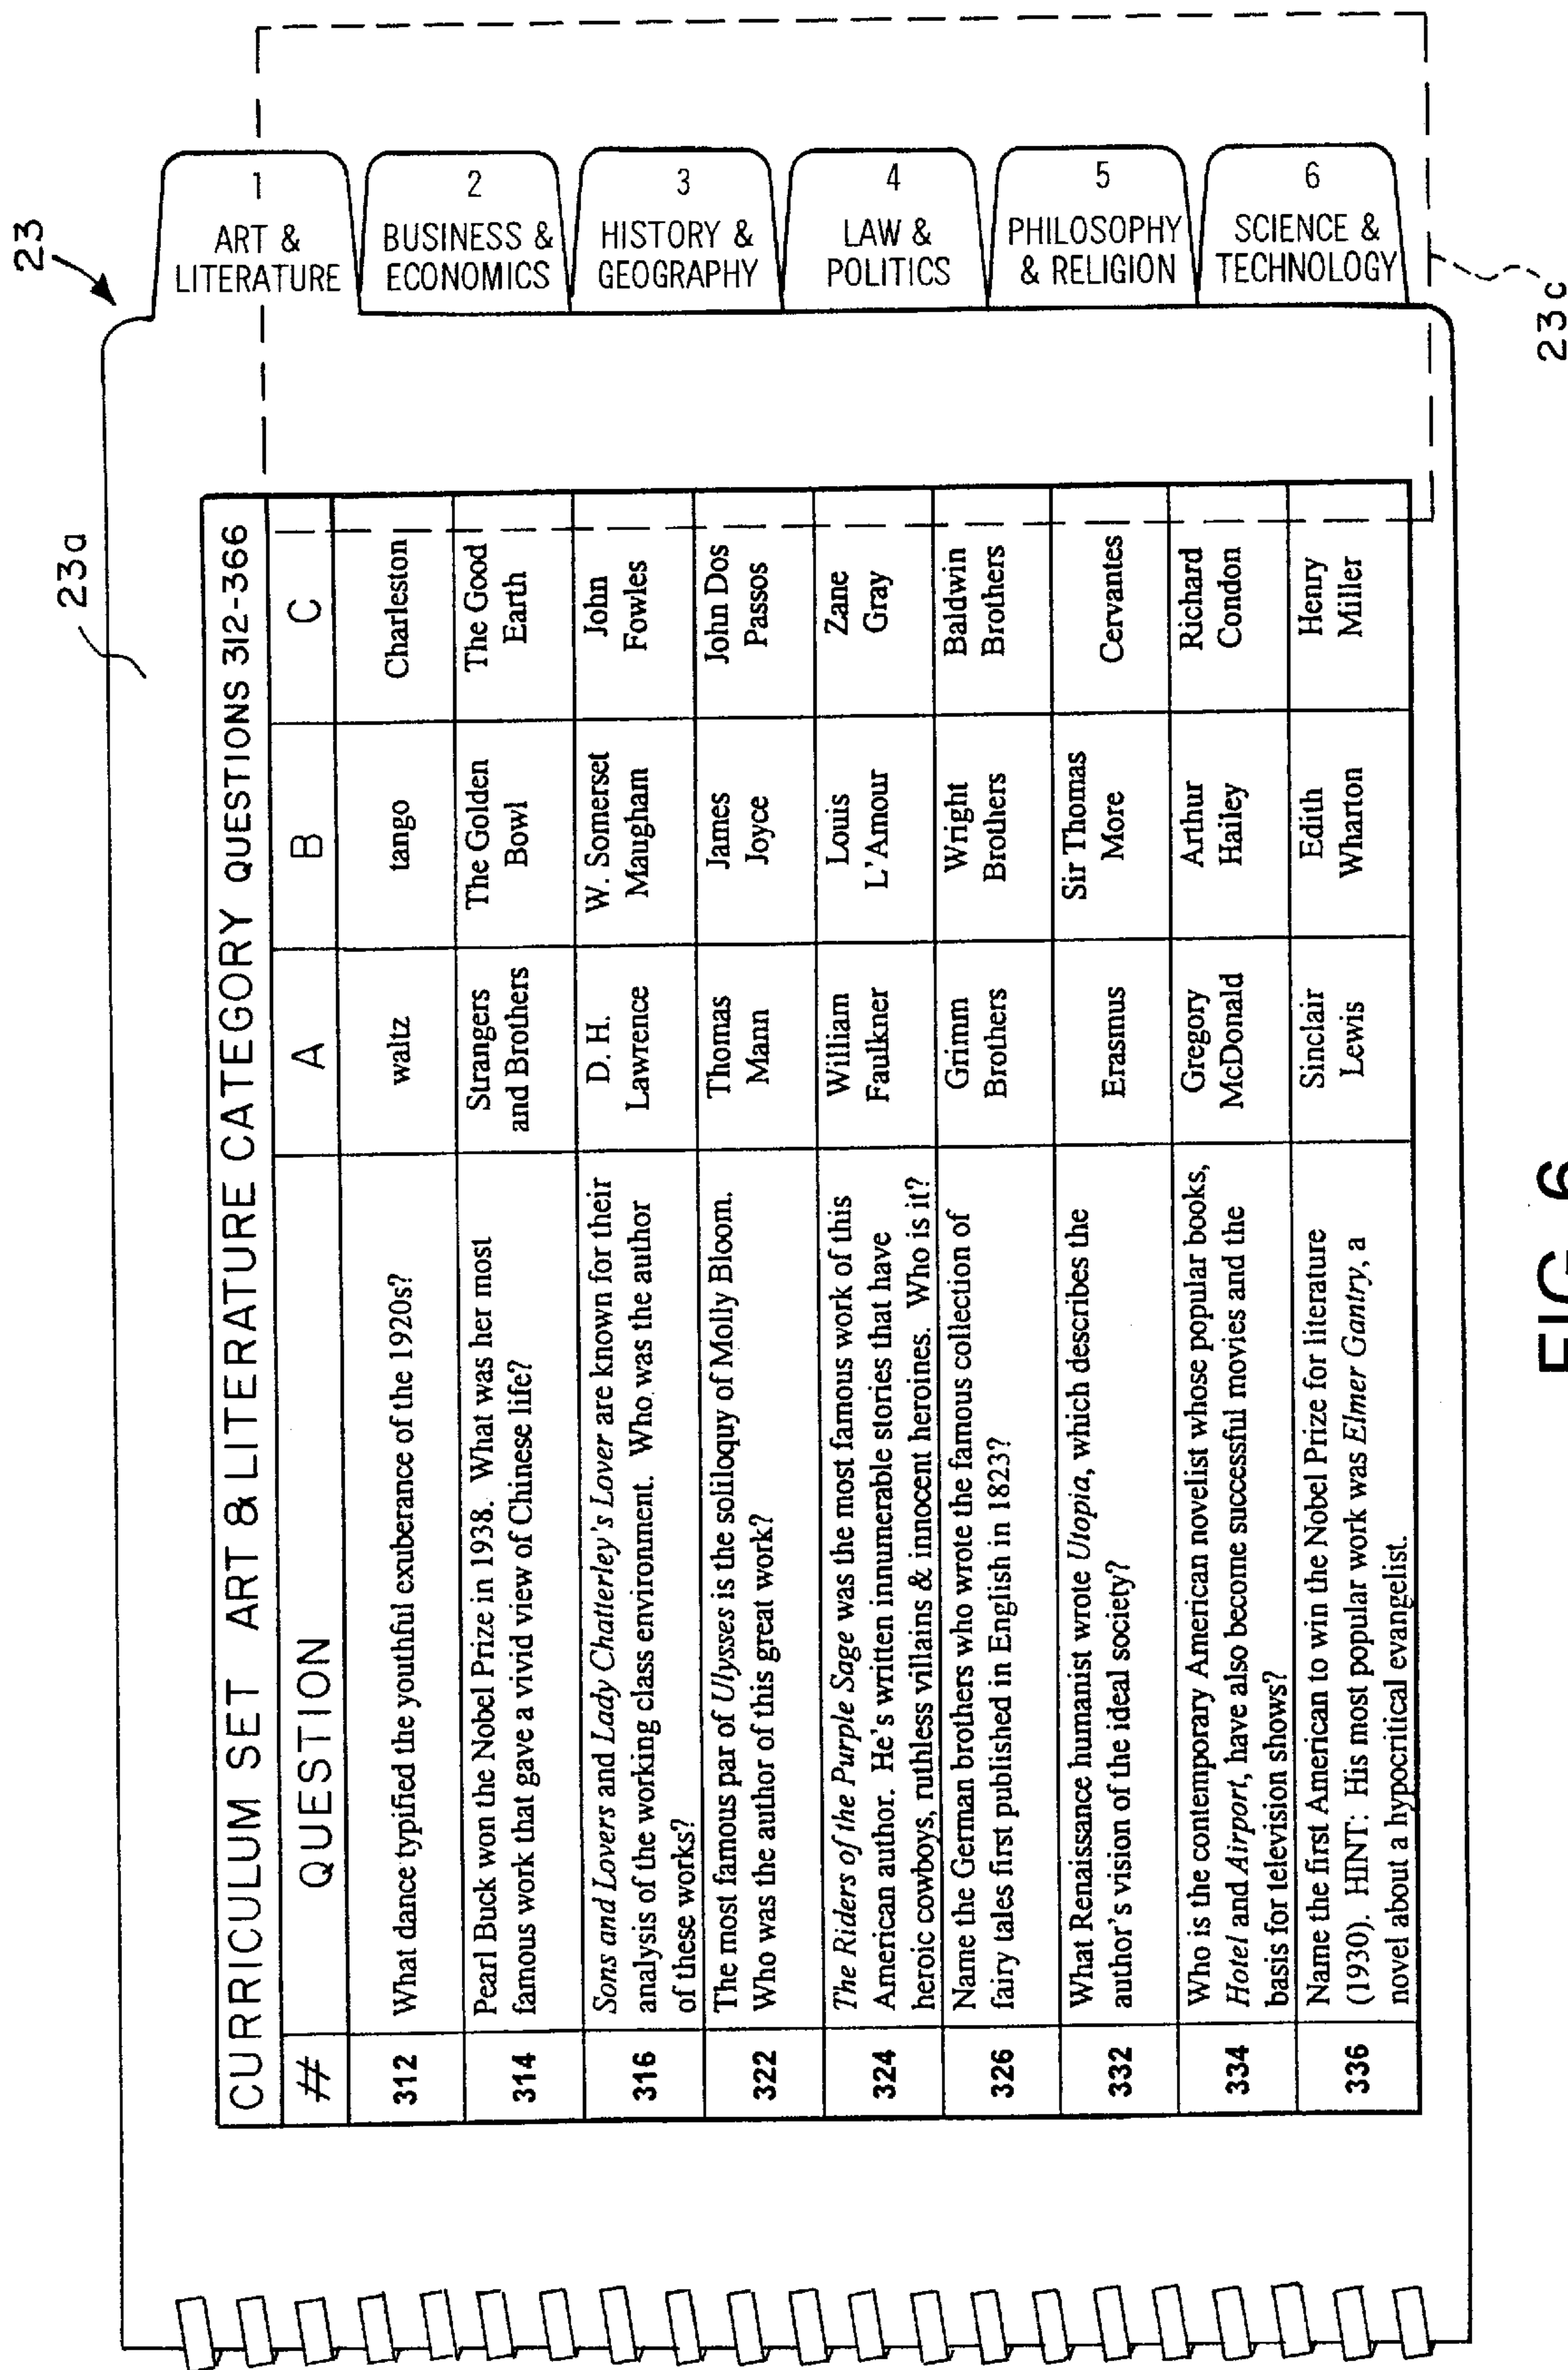 23
23a
1
ART &
LITERATURE
2
BUSINESS &
ECONOMICS
3
HISTORY &
GEOGRAPHY
4
LAW &
POLITICS
5
PHILOSOPHY
& RELIGION
6
SCIENCE &
TECHNOLOGY
23c
CURRICULUM SET ART & LITERATURE CATEGORY QUESTIONS 312-366
# QUESTION A B C
312 What dance typified the youthful exuberance of the 1920s? waltz tango Charleston
314 Pearl Buck won the Nobel Prize in 1938. What was her most Strangers The Golden The Good
famous work that gave a vivid view of Chinese life? and Brothers Bowl Earth
316 Sons and Lovers and Lady Chatterley's Lover are known for their D. H. W. Somerset John
analysis of the working class environment. Who was the author Lawrence Maugham Fowles
of these works?
322 The most famous par of Ulysses is the soliloquy of Molly Bloom. Thomas James John Dos
Who was the author of this great work? Mann Joyce Passos
324 The Riders of the Purple Sage was the most famous work of this William Louis Zane
American author. He's written innumerable stories that have Faulkner L'Amour Gray
heroic cowboys, ruthless villains & innocent heroines. Who is it?
326 Name the German brothers who wrote the famous collection of Grimm Wright Baldwin
fairy tales first published in English in 1823? Brothers Brothers Brothers
332 What Renaissance humanist wrote Utopia, which describes the Erasmus Sir Thomas Cervantes
author's vision of the ideal society? More
334 Who is the contemporary American novelist whose popular books, Gregory Arthur Richard
Hotel and Airport, have also become successful movies and the McDonald Hailey Condon
basis for television shows?
336 Name the first American to win the Nobel Prize for literature Sinclair Edith Henry
(1930). HINT: His most popular work was Elmer Gantry, a Lewis Wharton Miller
novel about a hypocritical evangelist.
FIG. 6